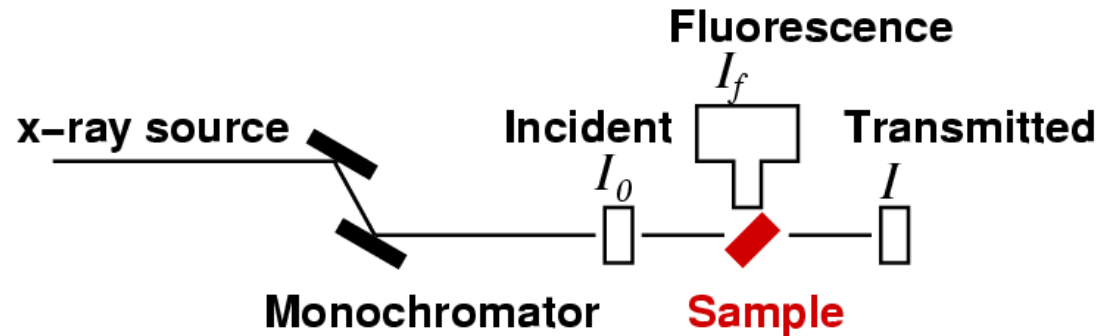 Fluorescence
I_f
x-ray source
Incident
Transmitted
I_0
I
Monochromator
Sample